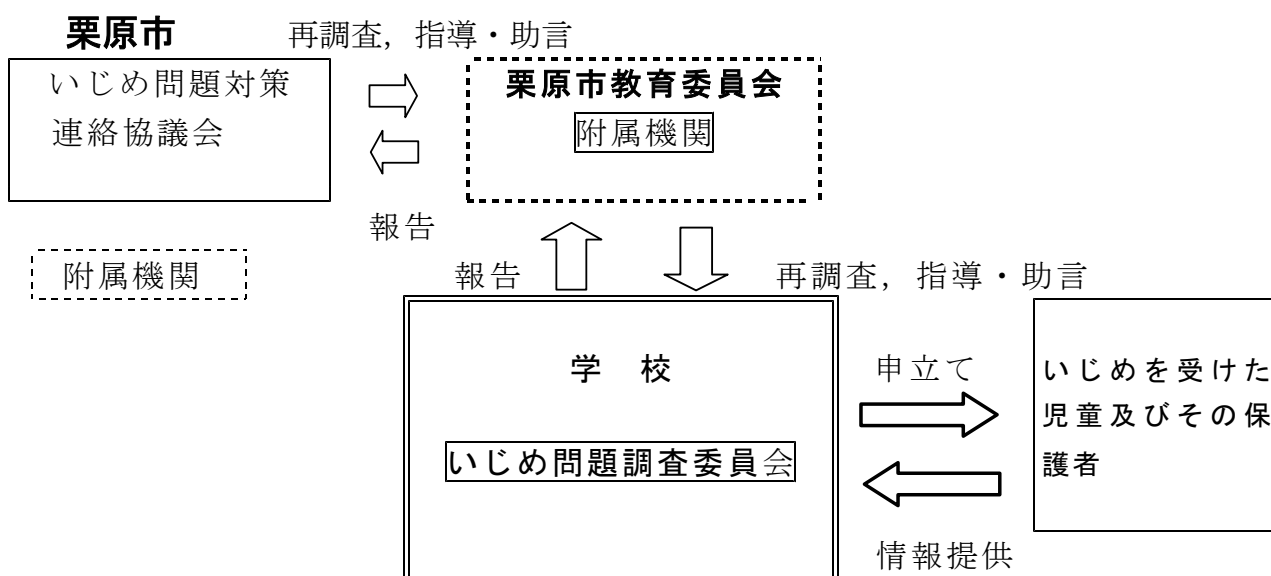 栗原市
再調査，指導・助言
いじめ問題対策
連絡協議会
栗原市教育委員会
附属機関
報告
附属機関
報告
再調査，指導・助言
学 校
いじめ問題調査委員会
申立て
いじめを受けた
児童及びその保
護者
情報提供